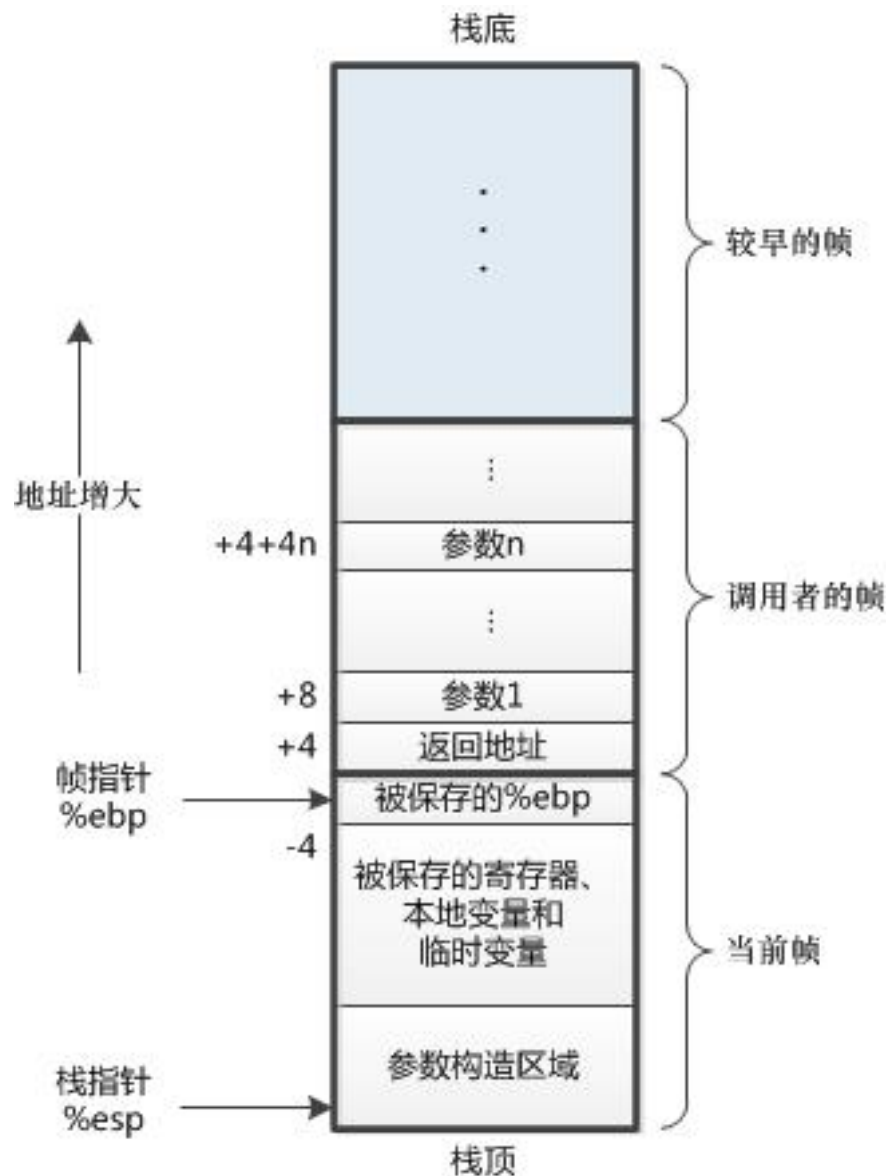 栈底
较早的帧
地址增大
+4+4n
参数n
调用者的帧
+8
参数1
+4
返回地址
帧指针
%ebp
被保存的%ebp
-4
被保存的寄存器、
本地变量和
临时变量
当前帧
参数构造区域
栈指针
%esp
栈顶